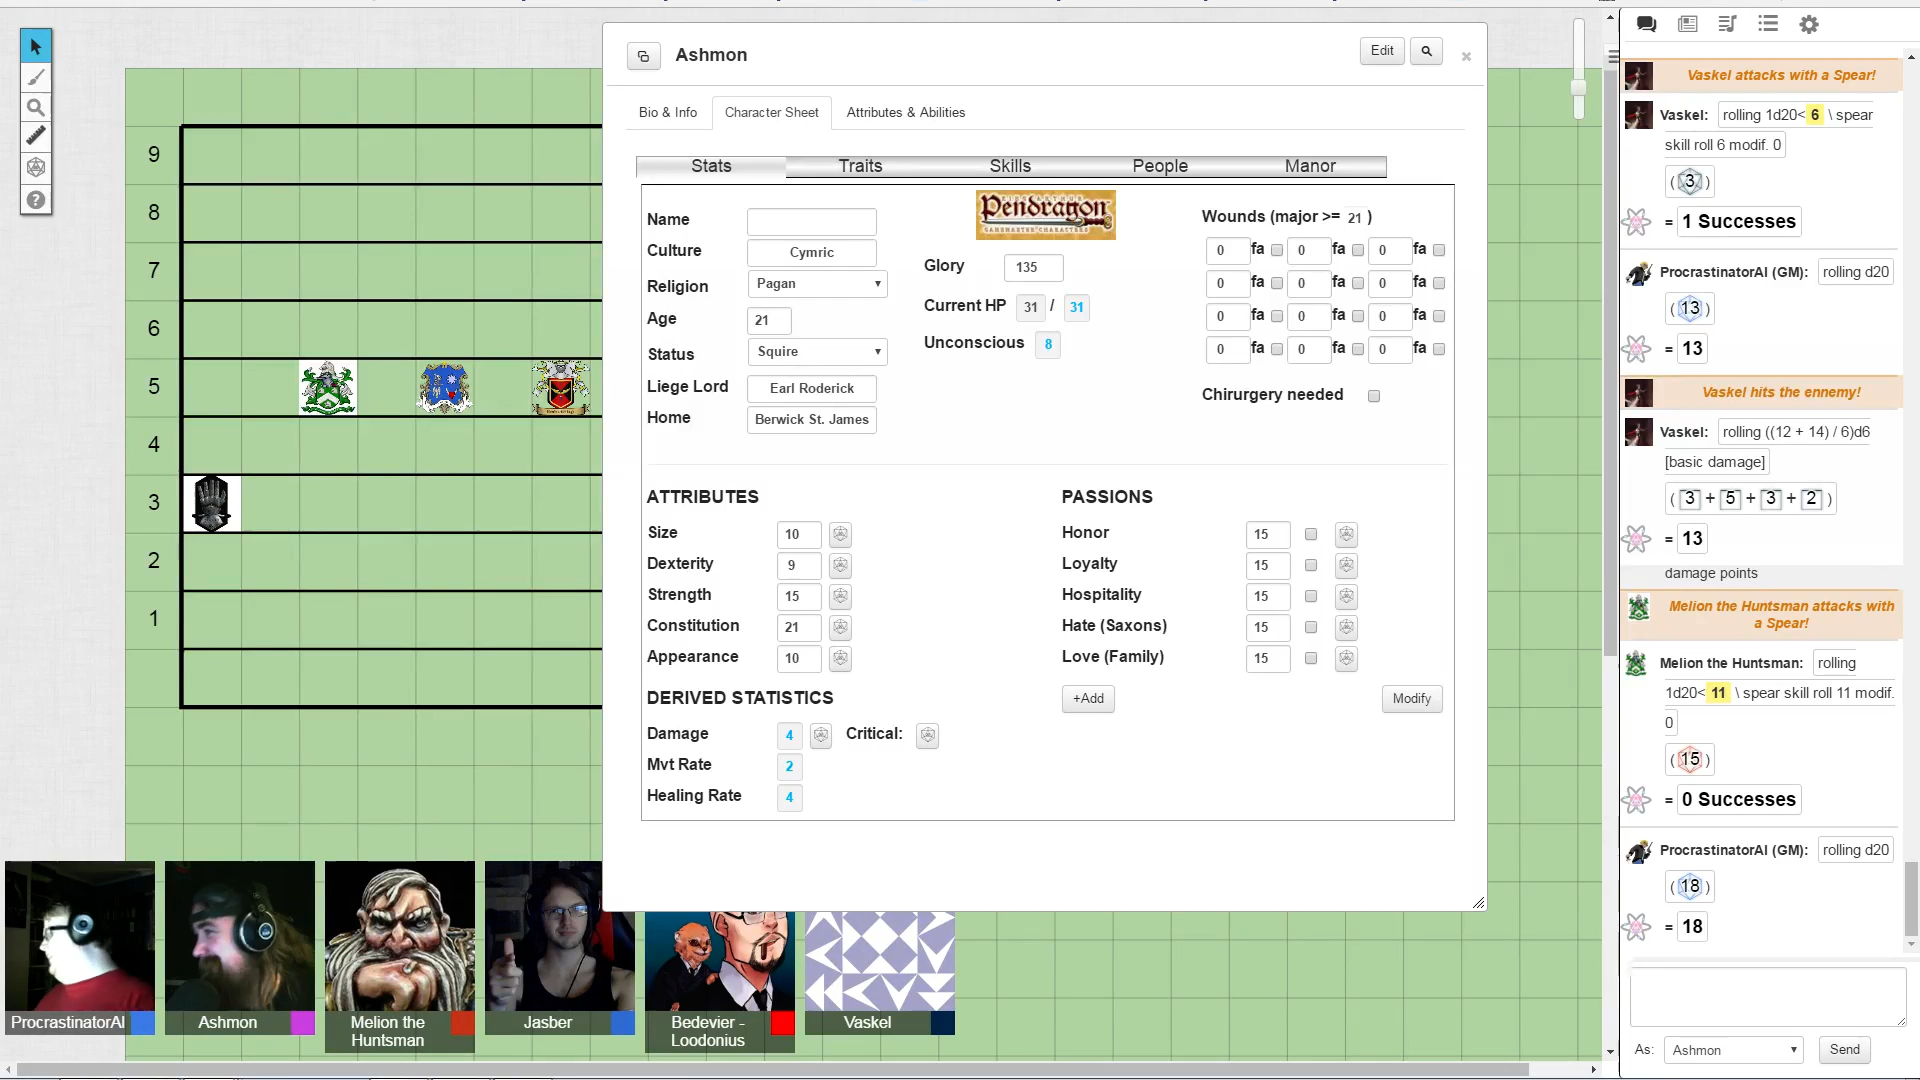 Ashmon
Edit
Bio & Info
Character Sheet
Attributes & Abilities
Stats
Traits
Skills
People
Manor
Name
Culture
Cymric
Religion
Pagan
Age
21
Status
Squire
Liege Lord
Earl Roderick
Home
Berwick St. James
Pendragon
GAMEMASTER CHARACTERS
Glory
135
Current HP 31 / 31
Unconscious 8
Wounds (major >= 21 )
0 fa 0 fa 0 fa
0 fa 0 fa 0 fa
0 fa 0 fa 0 fa
0 fa 0 fa 0 fa
Chirurgery needed
ATTRIBUTES
Size 10
Dexterity 9
Strength 15
Constitution 21
Appearance 10
DERIVED STATISTICS
Damage 4 Critical:
Mvt Rate 2
Healing Rate 4
PASSIONS
Honor 15
Loyalty 15
Hospitality 15
Hate (Saxons) 15
Love (Family) 15
+Add
Modify
9
8
7
6
5
4
3
2
1
ProcrastinatorAl
Ashmon
Melion the
Huntsman
Jasber
Bedevier -
Loodonius
Vaskel
Vaskel attacks with a Spear!
Vaskel: rolling 1d20< 6 \ spear
skill roll 6 modif. 0
( 3 )
= 1 Successes
ProcrastinatorAl (GM): rolling d20
( 13 )
= 13
Vaskel hits the ennemy!
Vaskel: rolling ((12 + 14) / 6)d6
[basic damage]
( 3 + 5 + 3 + 2 )
= 13
damage points
Melion the Huntsman attacks with
a Spear!
Melion the Huntsman: rolling
1d20< 11 \ spear skill roll 11 modif.
0
( 15 )
= 0 Successes
ProcrastinatorAl (GM): rolling d20
( 18 )
= 18
As: Ashmon
Send